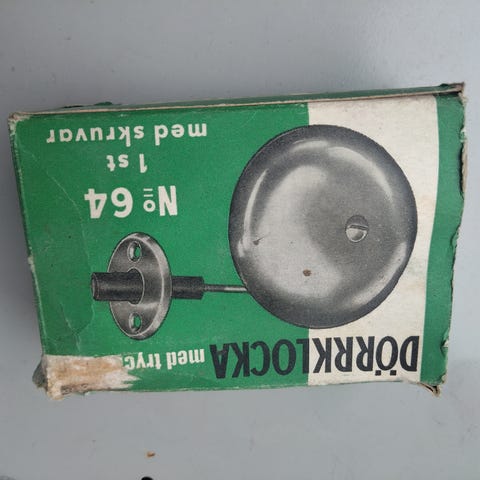 DÖRRKLOCKA med
Nº 64
1 st
med skruvar